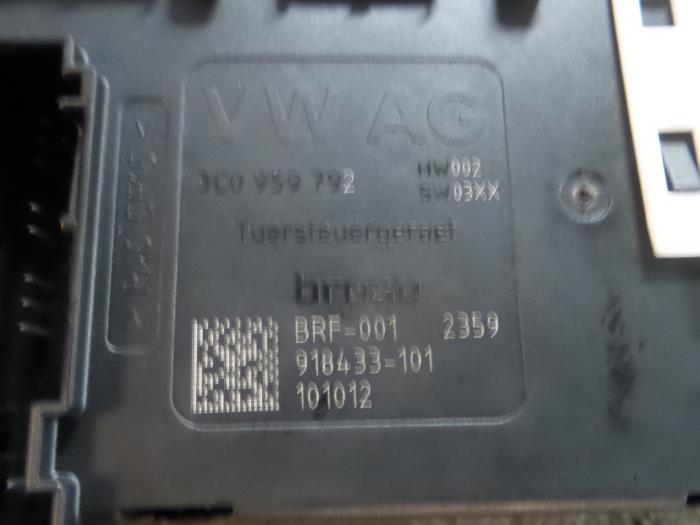 VW AG
3C0 959 792
HW002
SW03XX
Tuersteuergeraet
brose
BRF-001 2359
918433-101
101012